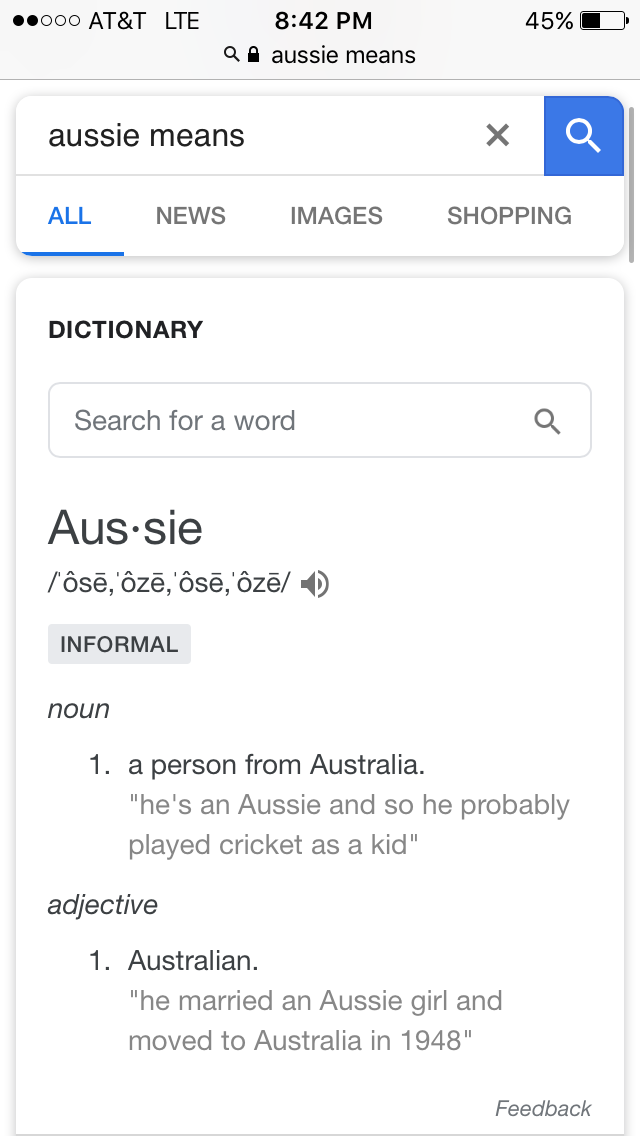 AT&T LTE 8:42 PM 45%
aussie means
aussie means
ALL NEWS IMAGES SHOPPING
DICTIONARY
Search for a word
Aus·sie
/ˈôsē,ˈôzē,ˈôsē,ˈôzē/
INFORMAL
noun
1. a person from Australia.
"he's an Aussie and so he probably
played cricket as a kid"
adjective
1. Australian.
"he married an Aussie girl and
moved to Australia in 1948"
Feedback